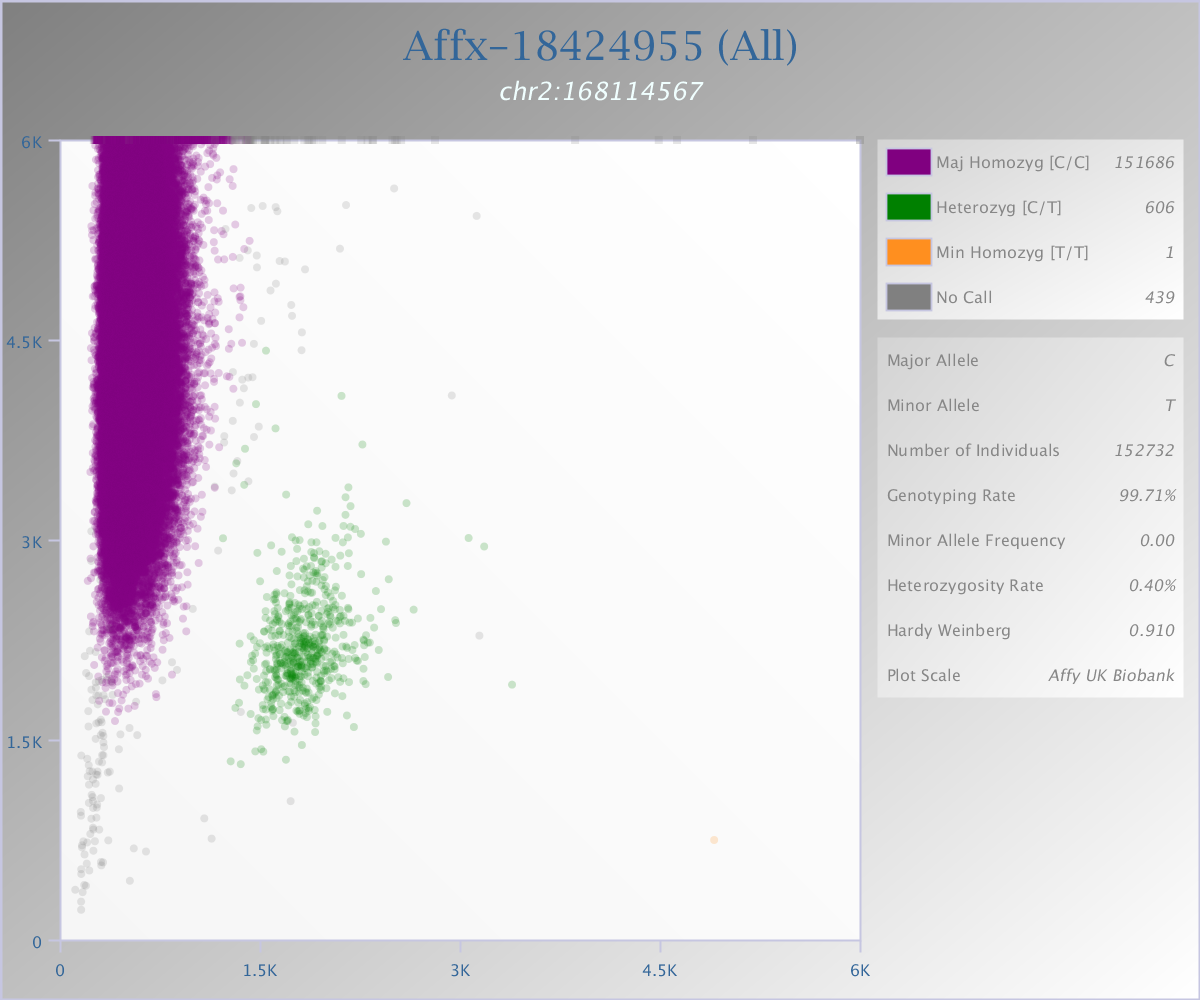 Affx-18424955 (All)
chr2:168114567
6K
4.5K
3K
1.5K
0
0 1.5K 3K 4.5K 6K
Maj Homozyg [C/C] 151686
Heterozyg [C/T] 606
Min Homozyg [T/T] 1
No Call 439
Major Allele C
Minor Allele T
Number of Individuals 152732
Genotyping Rate 99.71%
Minor Allele Frequency 0.00
Heterozygosity Rate 0.40%
Hardy Weinberg 0.910
Plot Scale Affy UK Biobank